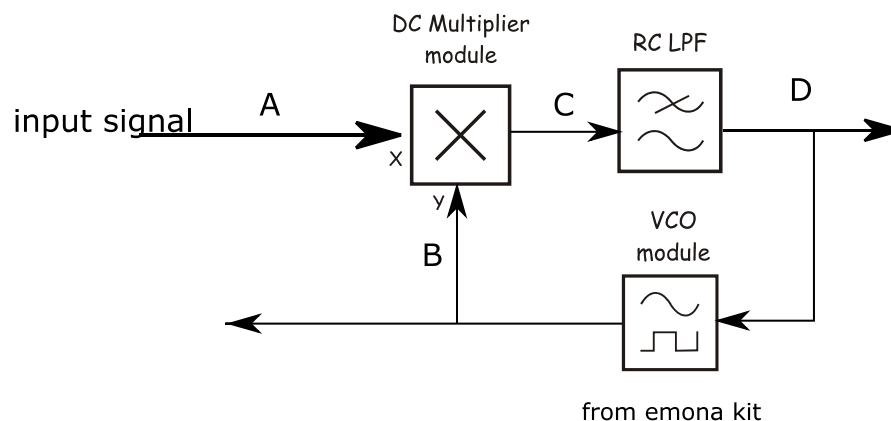 DC Multiplier
module
RC LPF
input signal
A
C
D
X
y
B
VCO
module
from emona kit